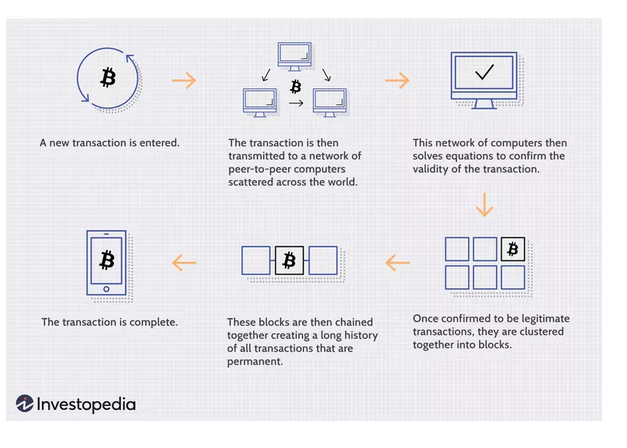 A new transaction is entered.
The transaction is then
transmitted to a network of
peer-to-peer computers
scattered across the world.
This network of computers then
solves equations to confirm the
validity of the transaction.
Once confirmed to be legitimate
transactions, they are clustered
together into blocks.
These blocks are then chained
together creating a long history
of all transactions that are
permanent.
The transaction is complete.
Investopedia